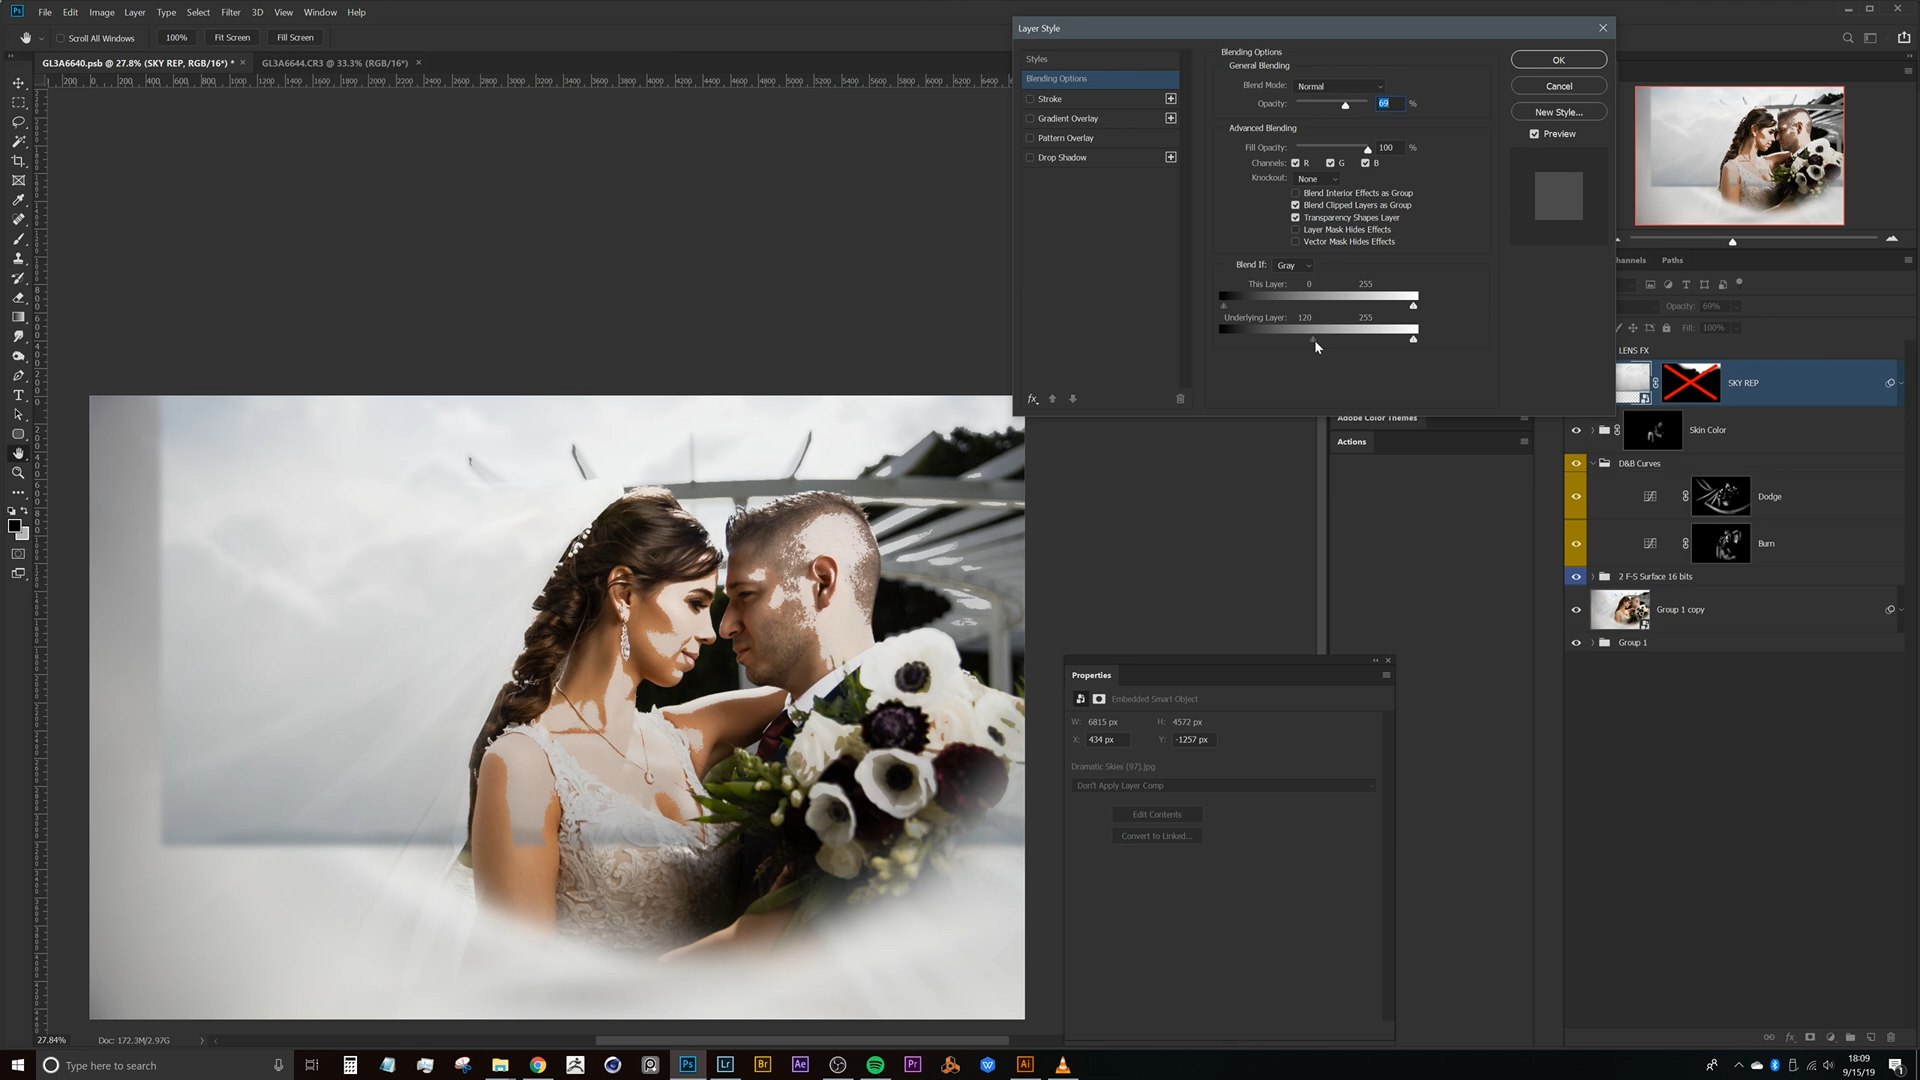 File Edit Image Layer Type Select Filter 3D View Window Help
Scroll All Windows 100% Fit Screen Fill Screen
GL3A6640.psb @ 27.8% (SKY REP, RGB/16*) * × GL3A6644.CR3 @ 33.3% (RGB/16*) ×
Layer Style
Styles
Blending Options
Stroke
Gradient Overlay
Pattern Overlay
Drop Shadow
fx
Blending Options
General Blending
Blend Mode: Normal
Opacity: 69 %
Advanced Blending
Fill Opacity: 100 %
Channels: R G B
Knockout: None
Blend Interior Effects as Group
Blend Clipped Layers as Group
Transparency Shapes Layer
Layer Mask Hides Effects
Vector Mask Hides Effects
Blend If: Gray
This Layer: 0 255
Underlying Layer: 120 255
OK
Cancel
New Style...
Preview
hannels Paths
Opacity: 69%
Fill: 100%
LENS FX
SKY REP
Skin Color
D&B Curves
Dodge
Burn
2 F-S Surface 16 bits
Group 1 copy
Group 1
Adobe Color Themes
Actions
Properties
Embedded Smart Object
W: 6815 px H: 4572 px
X: 434 px Y: -1257 px
Dramatic Skies (97).jpg
Don't Apply Layer Comp
Edit Contents
Convert to Linked...
27.84% Doc: 172.3M/2.97G
Type here to search
Ps Lr Br Ae Pr Ai
18:09
9/15/19